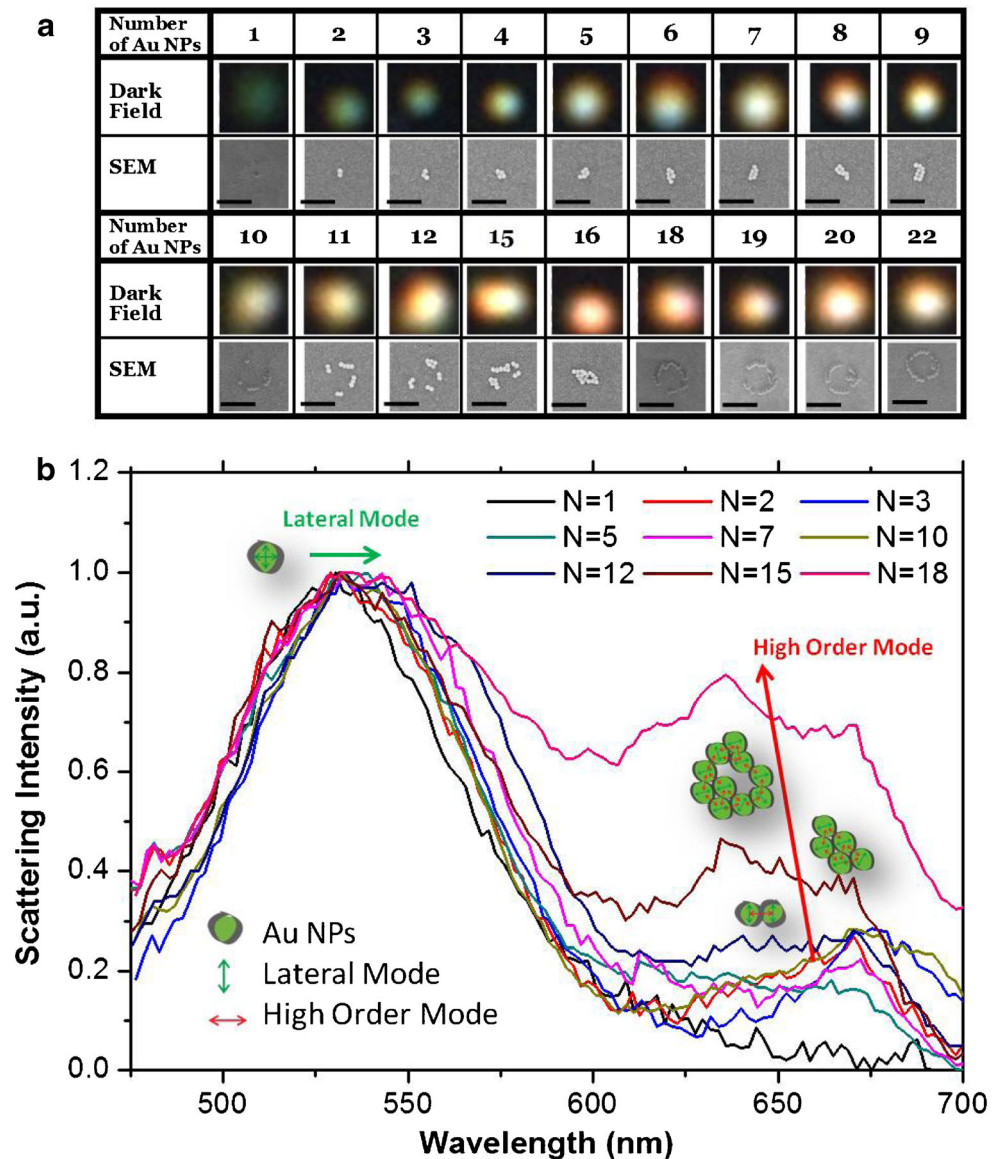 a
Number of Au NPs 1 2 3 4 5 6 7 8 9
Dark Field
SEM
Number of Au NPs 10 11 12 15 16 18 19 20 22
Dark Field
SEM
b
1.2
1.0
0.8
0.6
0.4
0.2
0.0
Scattering Intensity (a.u.)
Lateral Mode
N=1 N=2 N=3
N=5 N=7 N=10
N=12 N=15 N=18
High Order Mode
Au NPs
Lateral Mode
High Order Mode
500 550 600 650 700
Wavelength (nm)